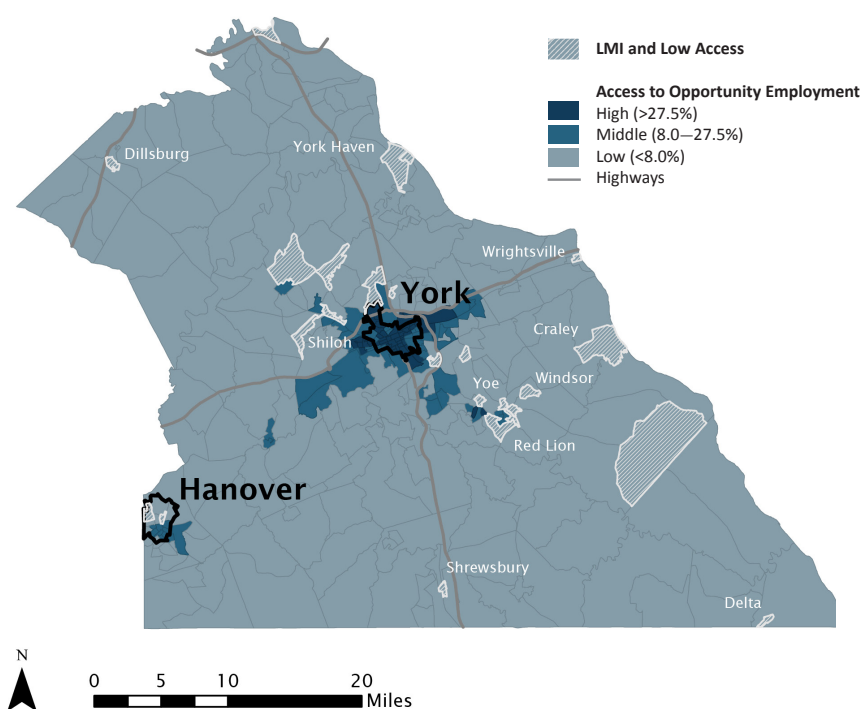 LMI and Low Access
Access to Opportunity Employment
High (>27.5%)
Middle (8.0—27.5%)
Low (<8.0%)
Highways
Dillsburg
York Haven
Wrightsville
York
Craley
Shiloh
Yoe
Windsor
Red Lion
Hanover
Shrewsbury
Delta
N
0 5 10 20
Miles